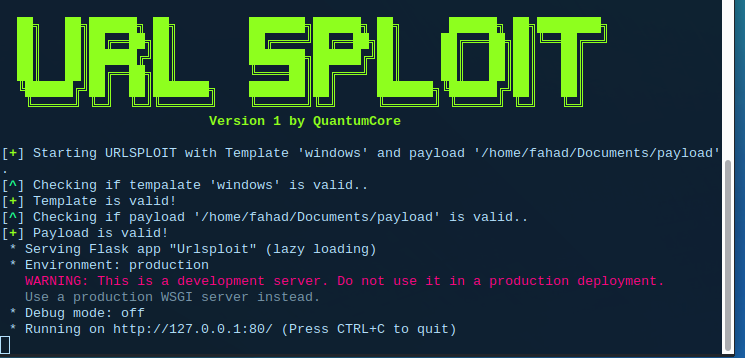 URL SPLOIT
Version 1 by QuantumCore
[+] Starting URLSPLOIT with Template 'windows' and payload '/home/fahad/Documents/payload'
.
[^] Checking if tempalate 'windows' is valid..
[+] Template is valid!
[^] Checking if payload '/home/fahad/Documents/payload' is valid..
[+] Payload is valid!
* Serving Flask app "Urlsploit" (lazy loading)
* Environment: production
WARNING: This is a development server. Do not use it in a production deployment.
Use a production WSGI server instead.
* Debug mode: off
* Running on http://127.0.0.1:80/ (Press CTRL+C to quit)